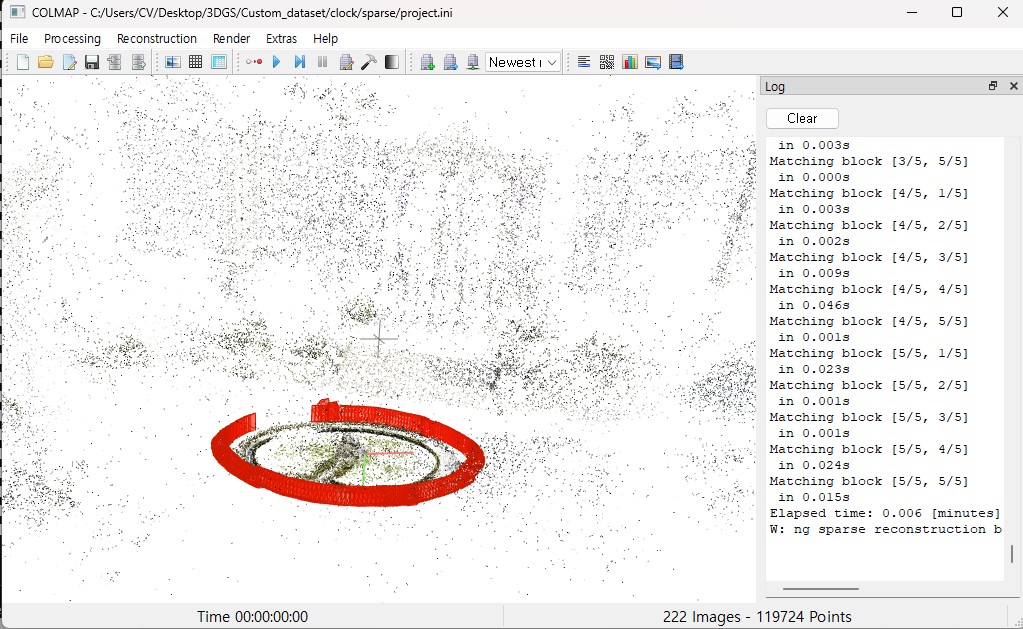 COLMAP - C:/Users/CV/Desktop/3DGS/Custom_dataset/clock/sparse/project.ini
File Processing Reconstruction Render Extras Help
Newest
Log
Clear
in 0.003s
Matching block [3/5, 5/5]
in 0.000s
Matching block [4/5, 1/5]
in 0.003s
Matching block [4/5, 2/5]
in 0.002s
Matching block [4/5, 3/5]
in 0.009s
Matching block [4/5, 4/5]
in 0.046s
Matching block [4/5, 5/5]
in 0.001s
Matching block [5/5, 1/5]
in 0.023s
Matching block [5/5, 2/5]
in 0.001s
Matching block [5/5, 3/5]
in 0.001s
Matching block [5/5, 4/5]
in 0.024s
Matching block [5/5, 5/5]
in 0.015s
Elapsed time: 0.006 [minutes]
W: ng sparse reconstruction b
Time 00:00:00:00
222 Images - 119724 Points